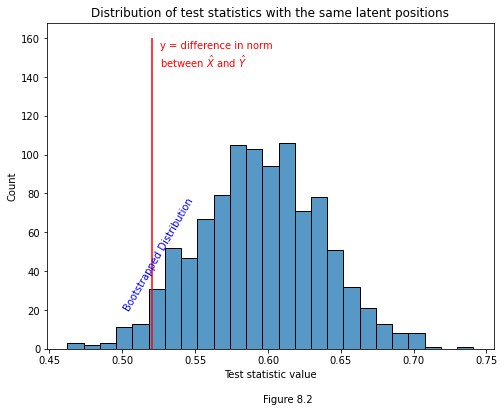 Distribution of test statistics with the same latent positions
160
140
120
100
80
60
40
20
0
Count
y = difference in norm
between X̂ and Ŷ
Bootstrapped Distribution
0.45 0.50 0.55 0.60 0.65 0.70 0.75
Test statistic value
Figure 8.2